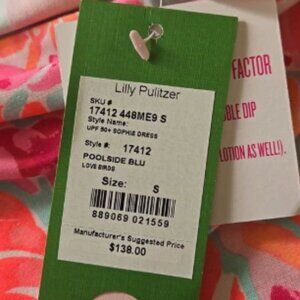 Lilly Pulitzer
SKU #
17412 448ME9 S
Style Name:
UPF 50+ SOPHIE DRESS
Style #: 17412
POOLSIDE BLU
LOVE BIRDS
Size: S
889069 021559
Manufacturer's Suggested Price
$138.00
FACTOR
BLE DIP
LOTION AS WELL!).